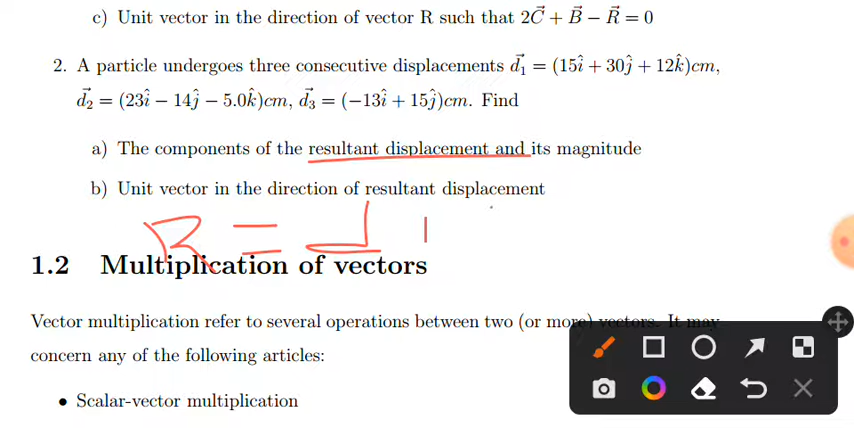 c) Unit vector in the direction of vector R such that 2C⃗ + B⃗ − R⃗ = 0
2. A particle undergoes three consecutive displacements d⃗₁ = (15î + 30ĵ + 12k̂)cm,
d⃗₂ = (23î − 14ĵ − 5.0k̂)cm, d⃗₃ = (−13î + 15ĵ)cm. Find
a) The components of the resultant displacement and its magnitude
b) Unit vector in the direction of resultant displacement
R = d 1
1.2 Multiplication of vectors
Vector multiplication refer to several operations between two (or more) vectors. It may
concern any of the following articles:
• Scalar-vector multiplication